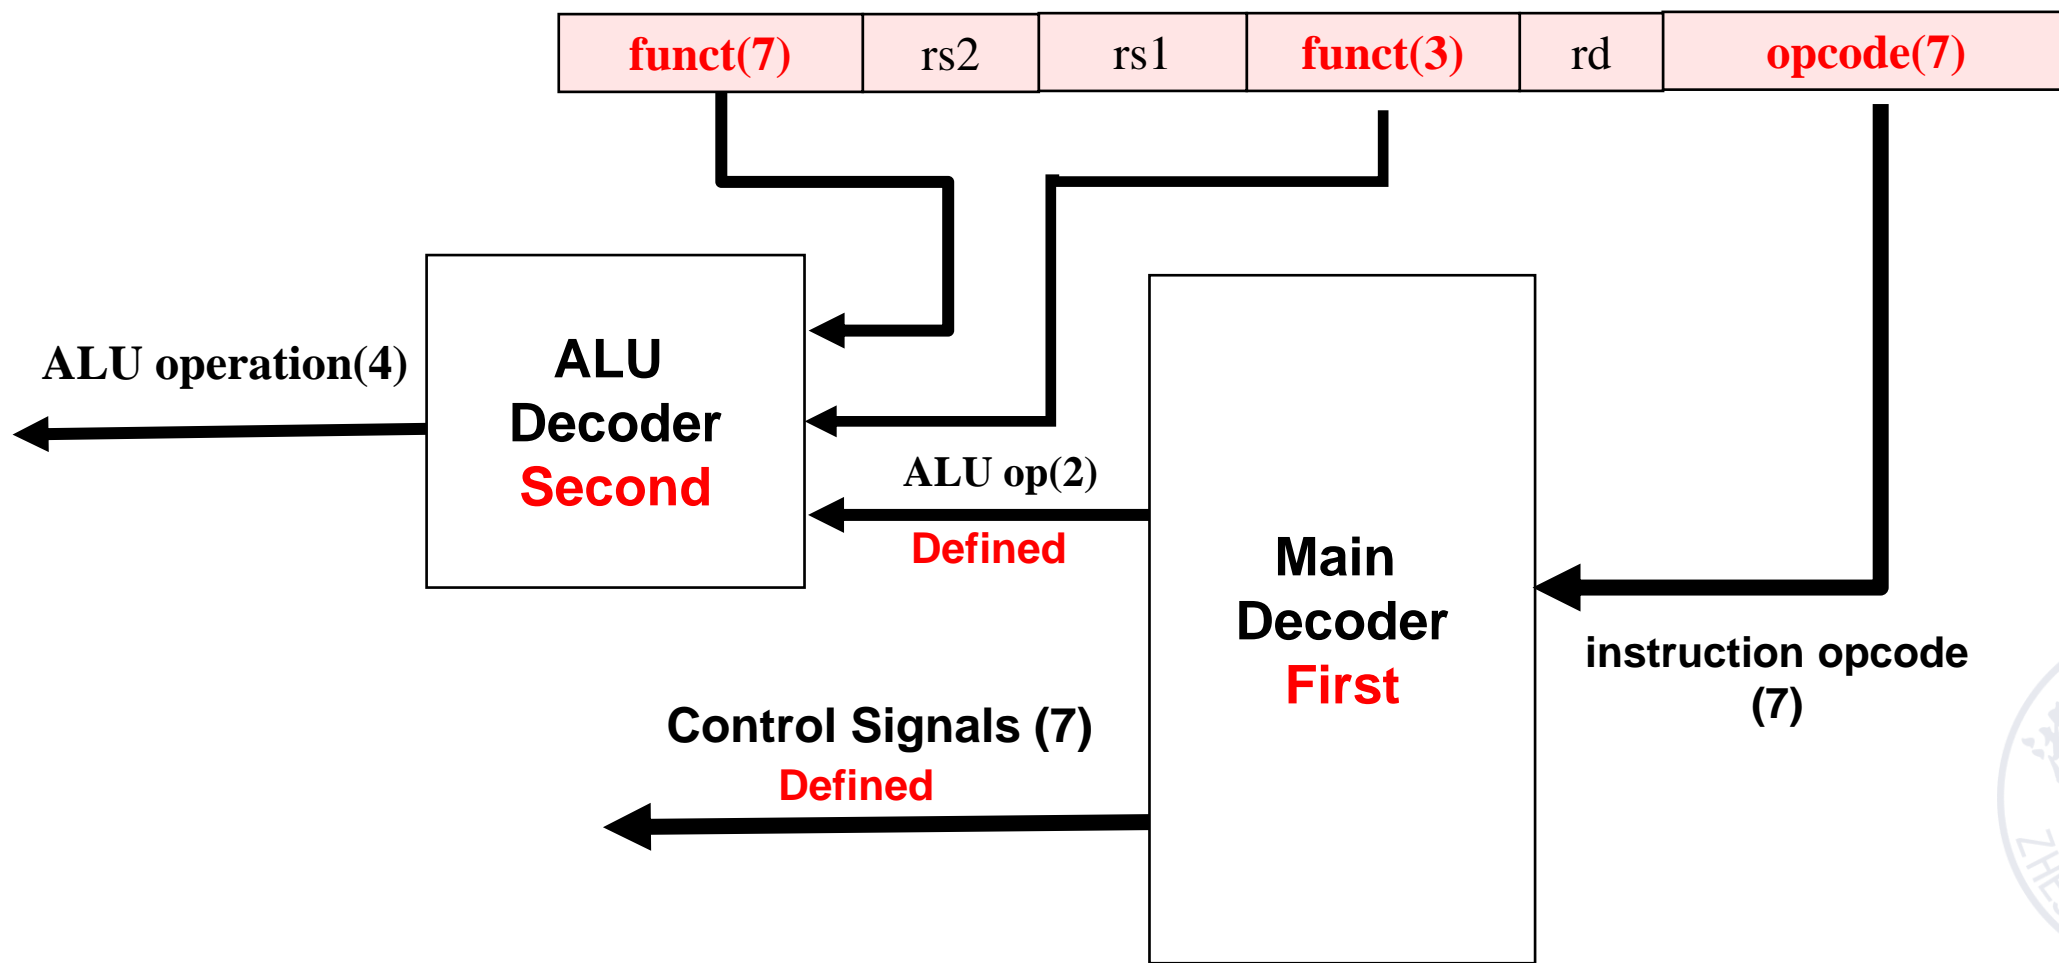 funct(7) rs2 rs1 funct(3) rd opcode(7)
ALU operation(4)
ALU
Decoder
Second
ALU op(2)
Defined
Main
Decoder
First
instruction opcode
(7)
Control Signals (7)
Defined